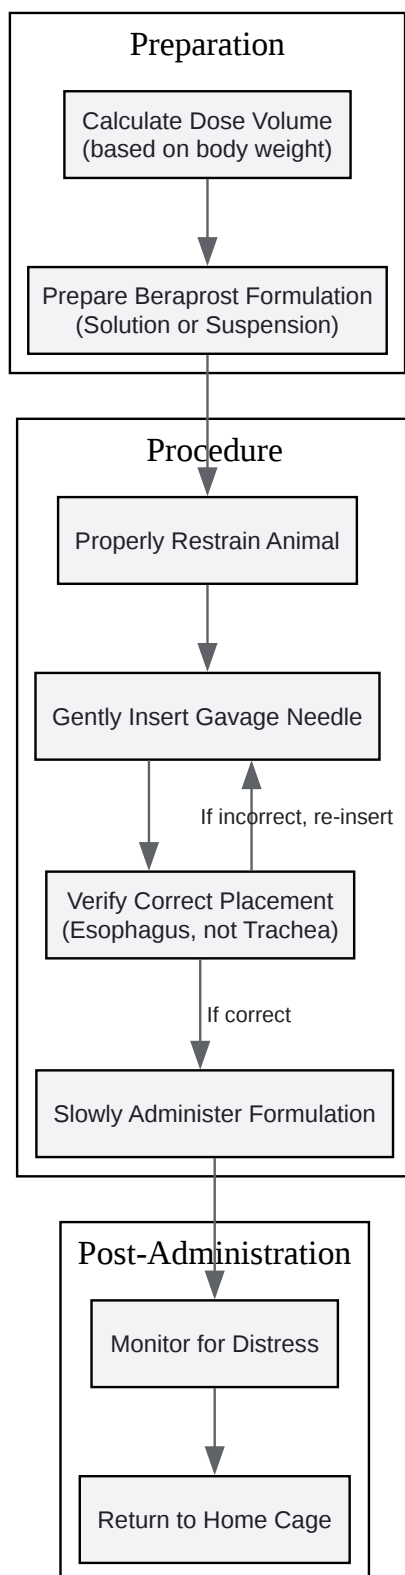 Preparation
Calculate Dose Volume
(based on body weight)
Prepare Beraprost Formulation
(Solution or Suspension)
Procedure
Properly Restrain Animal
Gently Insert Gavage Needle
If incorrect, re-insert
Verify Correct Placement
(Esophagus, not Trachea)
If correct
Slowly Administer Formulation
Post-Administration
Monitor for Distress
Return to Home Cage